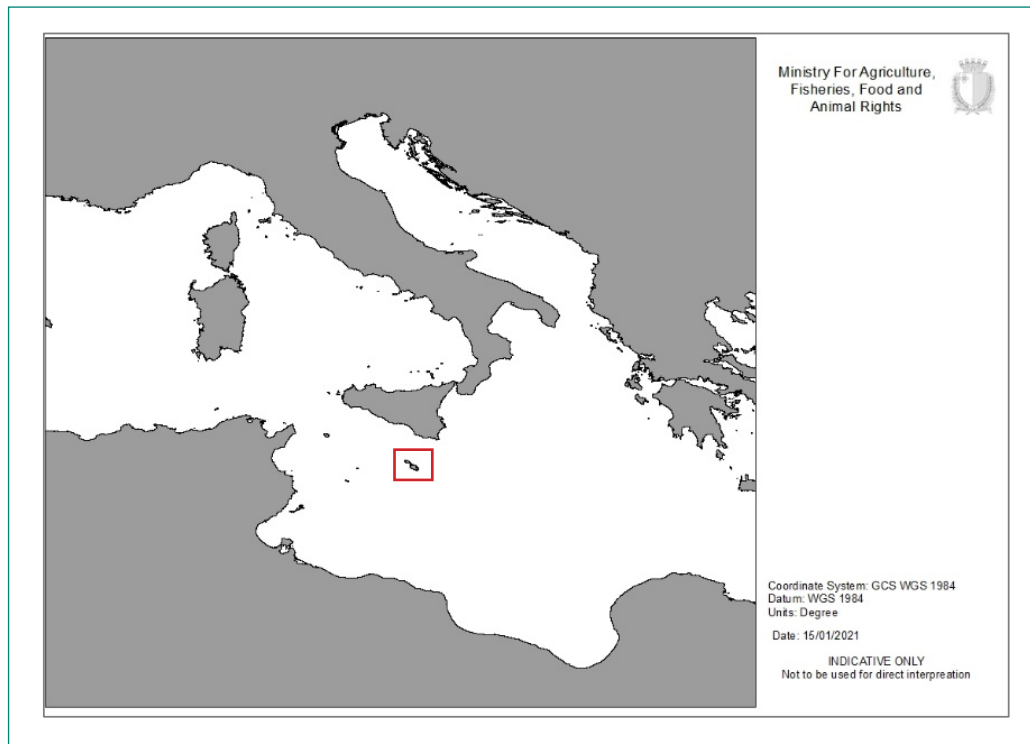 Ministry For Agriculture,
Fisheries, Food and
Animal Rights
Coordinate System: GCS WGS 1984
Datum: WGS 1984
Units: Degree
Date: 15/01/2021
INDICATIVE ONLY
Not to be used for direct interpreation